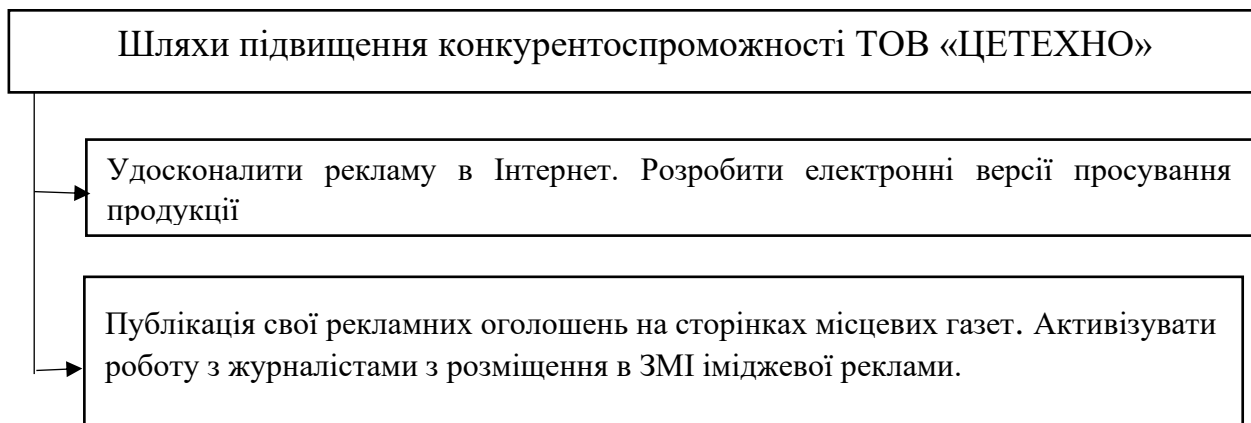 Шляхи підвищення конкурентоспроможності ТОВ «ЦЕТЕХНО»
Удосконалити рекламу в Інтернет. Розробити електронні версії просування
продукції
Публікація свої рекламних оголошень на сторінках місцевих газет. Активізувати
роботу з журналістами з розміщення в ЗМІ іміджевої реклами.